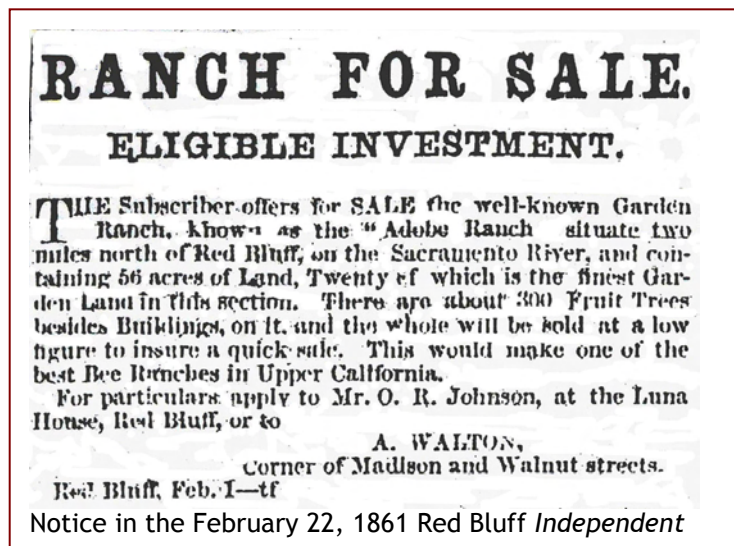 RANCH FOR SALE.
ELIGIBLE INVESTMENT.
THE Subscriber offers for SALE the well-known Garden
Ranch, known as the "Adobe Ranch situate two
miles north of Red Bluff, on the Sacramento River, and con-
taining 56 acres of Land, Twenty of which is the finest Gar-
den Land in this section. There are about 300 Fruit Trees
besides Buildings, on it, and the whole will be sold at a low
figure to insure a quick sale. This would make one of the
best Bee Ranches in Upper California.
For particulars apply to Mr. O. R. Johnson, at the Luna
House, Red Bluff, or to
A. WALTON,
Corner of Madison and Walnut streets.
Red Bluff, Feb. 1—tf
Notice in the February 22, 1861 Red Bluff Independent